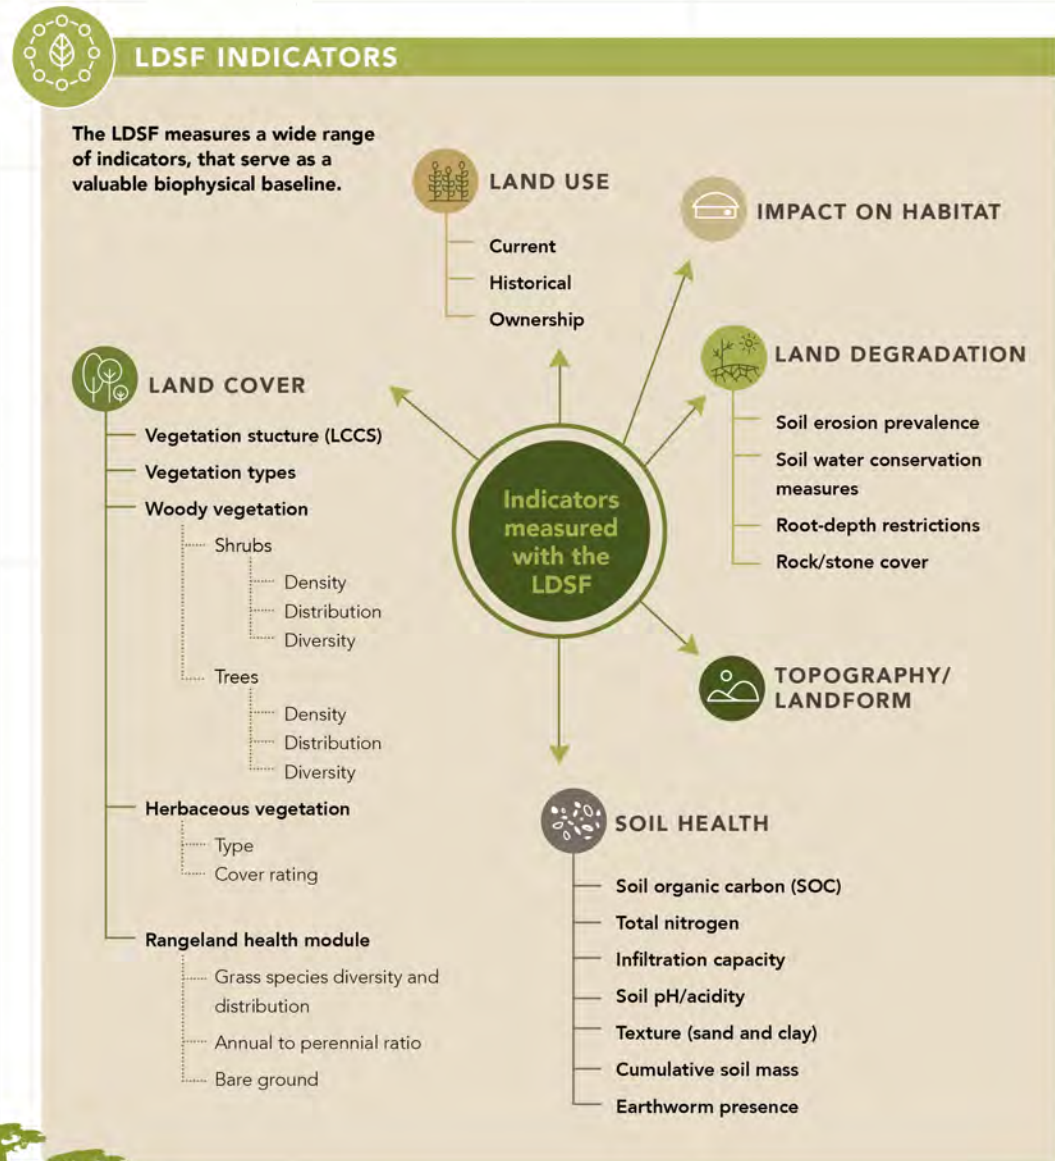 LDSF INDICATORS
The LDSF measures a wide range
of indicators, that serve as a
valuable biophysical baseline.
LAND USE
Current
Historical
Ownership
IMPACT ON HABITAT
LAND DEGRADATION
Soil erosion prevalence
Soil water conservation
measures
Root-depth restrictions
Rock/stone cover
LAND COVER
Vegetation stucture (LCCS)
Vegetation types
Woody vegetation
Shrubs
Density
Distribution
Diversity
Trees
Density
Distribution
Diversity
Herbaceous vegetation
Type
Cover rating
Rangeland health module
Grass species diversity and
distribution
Annual to perennial ratio
Bare ground
Indicators
measured
with the
LDSF
TOPOGRAPHY/
LANDFORM
SOIL HEALTH
Soil organic carbon (SOC)
Total nitrogen
Infiltration capacity
Soil pH/acidity
Texture (sand and clay)
Cumulative soil mass
Earthworm presence